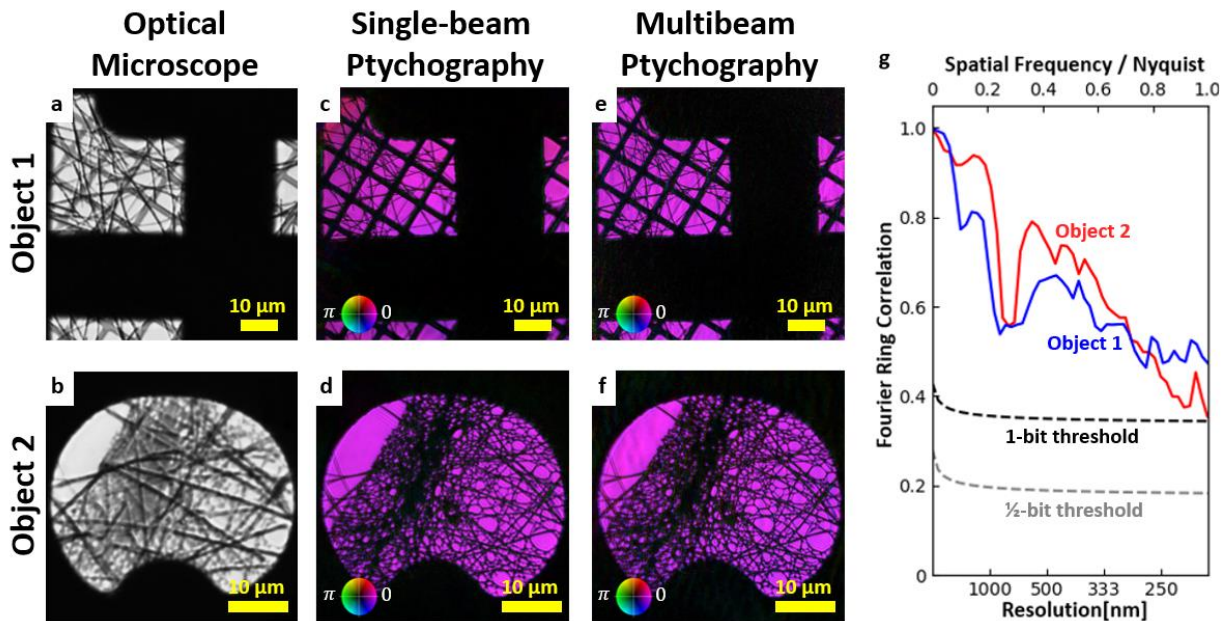 Optical
Microscope
Single-beam
Ptychography
Multibeam
Ptychography
g
Spatial Frequency / Nyquist
0 0.2 0.4 0.6 0.8 1.0
Object 1
a
10 µm
c
π 0
10 µm
e
π 0
10 µm
Object 2
b
10 µm
d
π 0
10 µm
f
π 0
10 µm
Fourier Ring Correlation
1.0
0.8
0.6
0.4
0.2
0
Object 2
Object 1
1-bit threshold
½-bit threshold
1000 500 333 250
Resolution[nm]